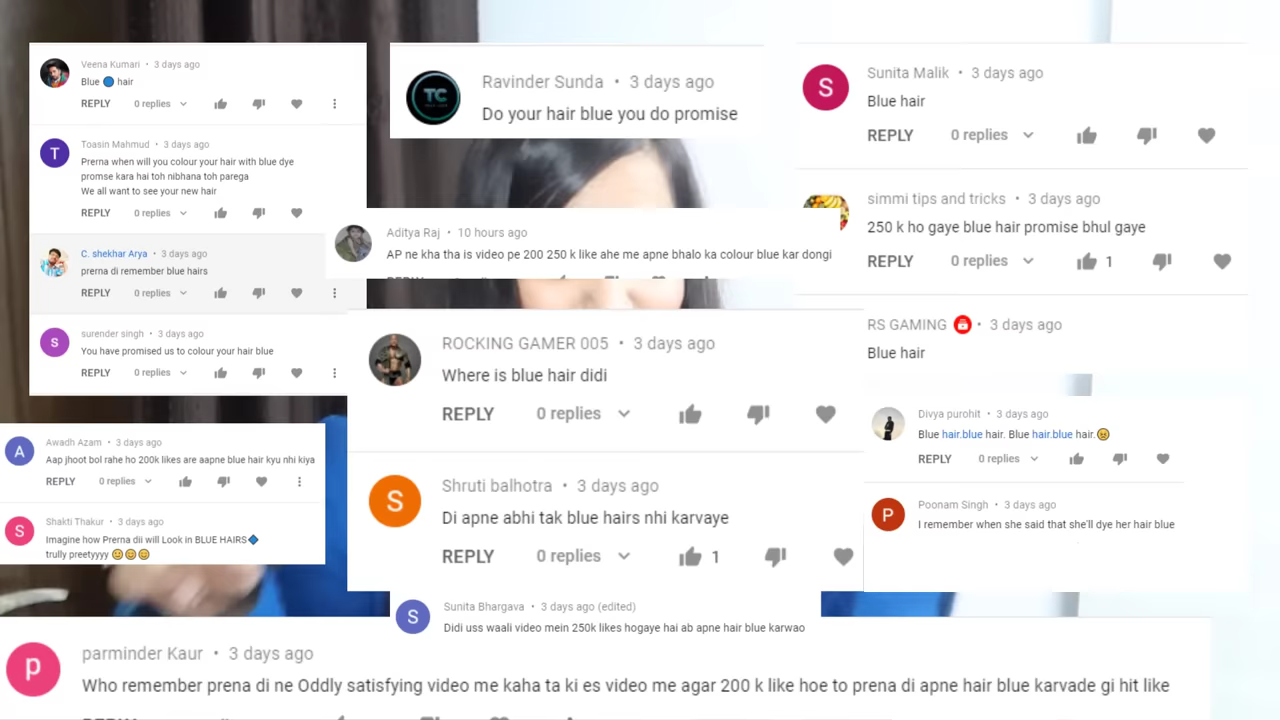 Veena Kumari • 3 days ago
Blue 🔵 hair
REPLY 0 replies
T
Toasin Mahmud • 3 days ago
Prerna when will you colour your hair with blue dye
promse kara hai toh nibhana toh parega
We all want to see your new hair
REPLY 0 replies
C. shekhar Arya • 3 days ago
prerna di remember blue hairs
REPLY 0 replies
s
surender singh • 3 days ago
You have promised us to colour your hair blue
REPLY 0 replies
A
Awadh Azam • 3 days ago
Aap jhoot bol rahe ho 200k likes are aapne blue hair kyu nhi kiya
REPLY 0 replies
S
Shakti Thakur • 3 days ago
Imagine how Prerna dii will Look in BLUE HAIRS🔷
trully preetyyyy 😊😊😊
TC
Ravinder Sunda • 3 days ago
Do your hair blue you do promise
Aditya Raj • 10 hours ago
AP ne kha tha is video pe 200 250 k like ahe me apne bhalo ka colour blue kar dongi
ROCKING GAMER 005 • 3 days ago
Where is blue hair didi
REPLY 0 replies
S
Shruti balhotra • 3 days ago
Di apne abhi tak blue hairs nhi karvaye
REPLY 0 replies 1
S
Sunita Bhargava • 3 days ago (edited)
Didi uss waali video mein 250k likes hogaye hai ab apne hair blue karwao
S
Sunita Malik • 3 days ago
Blue hair
REPLY 0 replies
simmi tips and tricks • 3 days ago
250 k ho gaye blue hair promise bhul gaye
REPLY 0 replies 1
RS GAMING • 3 days ago
Blue hair
Divya purohit • 3 days ago
Blue hair.blue hair. Blue hair.blue hair.😠
REPLY 0 replies
P
Poonam Singh • 3 days ago
I remember when she said that she'll dye her hair blue
p
parminder Kaur • 3 days ago
Who remember prena di ne Oddly satisfying video me kaha ta ki es video me agar 200 k like hoe to prena di apne hair blue karvade gi hit like